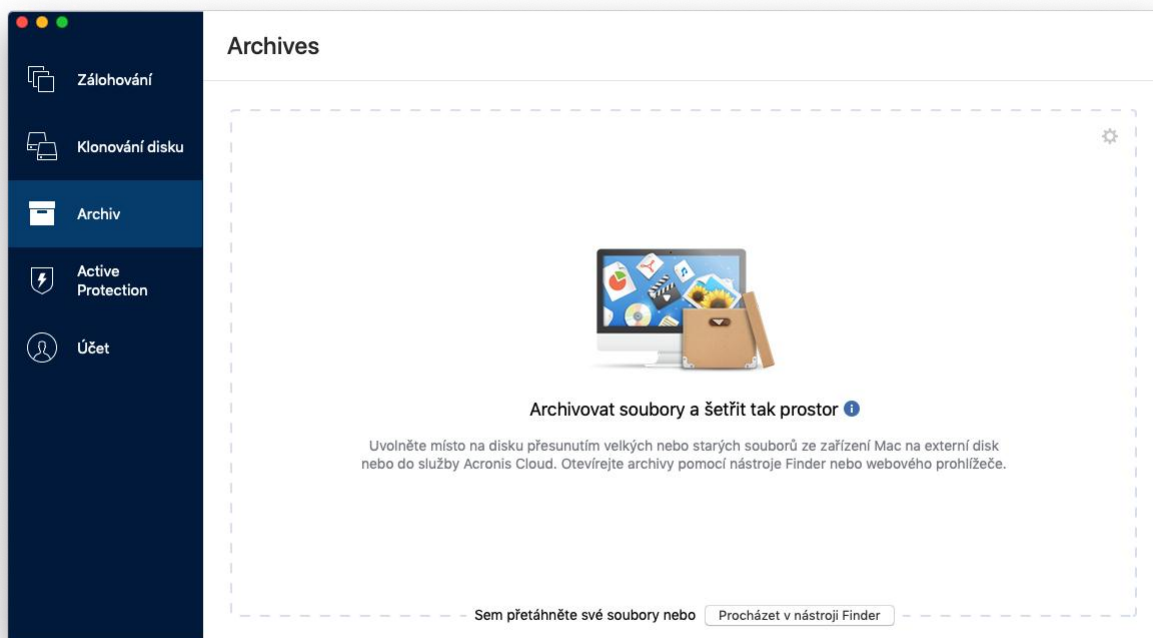 Archives
Zálohování
Klonování disku
Archiv
Active
Protection
Účet
Archivovat soubory a šetřit tak prostor
Uvolněte místo na disku přesunutím velkých nebo starých souborů ze zařízení Mac na externí disk
nebo do služby Acronis Cloud. Otevírejte archivy pomocí nástroje Finder nebo webového prohlížeče.
Sem přetáhněte své soubory nebo Procházet v nástroji Finder